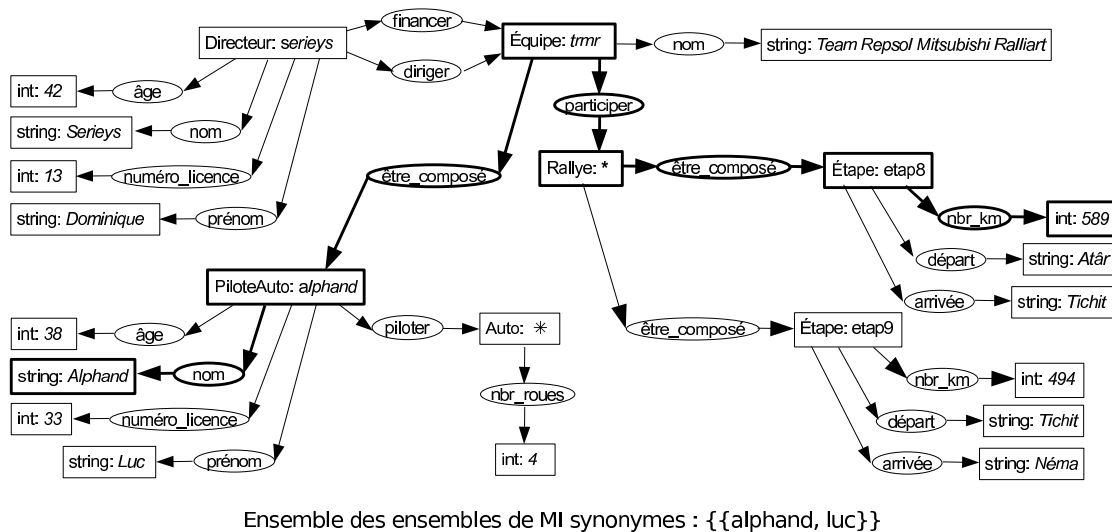 financer
Directeur: serieys
Équipe: trmr
nom
string: Team Repsol Mitsubishi Ralliart
diriger
int: 42
âge
participer
string: Serieys
nom
int: 13
numéro_licence
être_composé
Rallye: *
être_composé
Étape: etap8
string: Dominique
prénom
nbr_km
int: 589
départ
string: Atâr
PiloteAuto: alphand
arrivée
string: Tichit
int: 38
âge
piloter
Auto: *
être_composé
Étape: etap9
string: Alphand
nom
nbr_km
int: 494
nbr_roues
int: 33
numéro_licence
départ
string: Tichit
string: Luc
prénom
int: 4
arrivée
string: Néma
Ensemble des ensembles de MI synonymes : {{alphand, luc}}